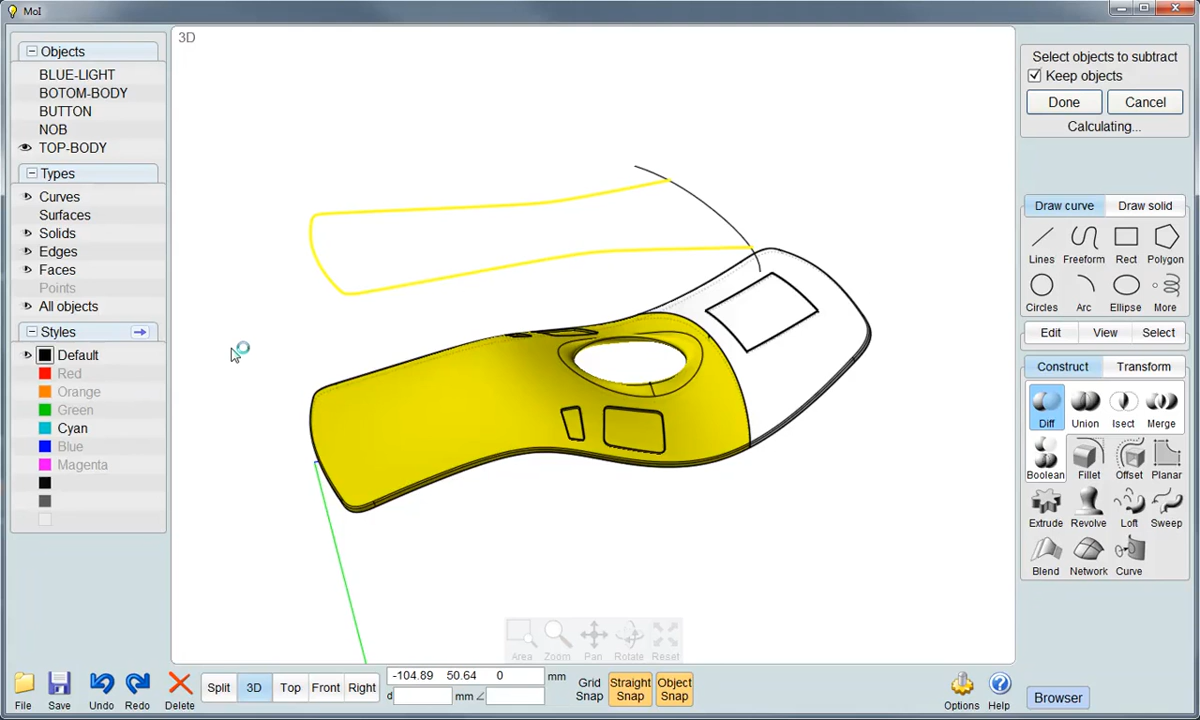 MoI
Objects
BLUE-LIGHT
BOTOM-BODY
BUTTON
NOB
TOP-BODY
Types
Curves
Surfaces
Solids
Edges
Faces
Points
All objects
Styles
Default
Red
Orange
Green
Cyan
Blue
Magenta
3D
Select objects to subtract
Keep objects
Done Cancel
Calculating...
Draw curve Draw solid
Lines Freeform Rect Polygon
Circles Arc Ellipse More
Edit View Select
Construct Transform
Diff Union Isect Merge
Boolean Fillet Offset Planar
Extrude Revolve Loft Sweep
Blend Network Curve
Area Zoom Pan Rotate Reset
File Save Undo Redo Delete
Split 3D Top Front Right
-104.89 50.64 0 mm
d mm
Grid Snap
Straight Snap
Object Snap
Options Help
Browser